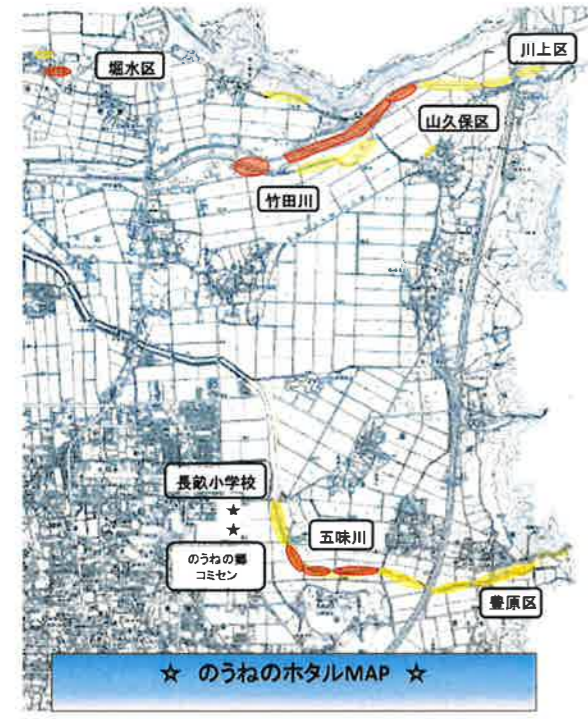 川上区
堀水区
山久保区
竹田川
長畝小学校
★
★
五味川
のうねの郷
コミセン
豊原区
☆ のうねのホタルMAP ☆